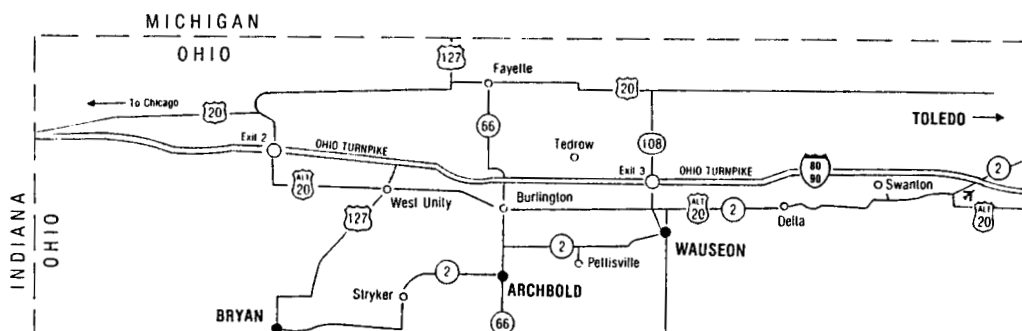 MICHIGAN
OHIO
127
Fayelle
To Chicago
20
20
66
Exit 2
OHIO TURNPIKE
Tedrow
108
TOLEDO
Exit 3
OHIO TURNPIKE
80
90
2
Swanton
ALT
20
West Unity
Burlington
ALT
20
2
Delta
ALT
20
127
INDIANA
OHIO
2
WAUSEON
Pellisville
2
ARCHBOLD
Stryker
BRYAN
66